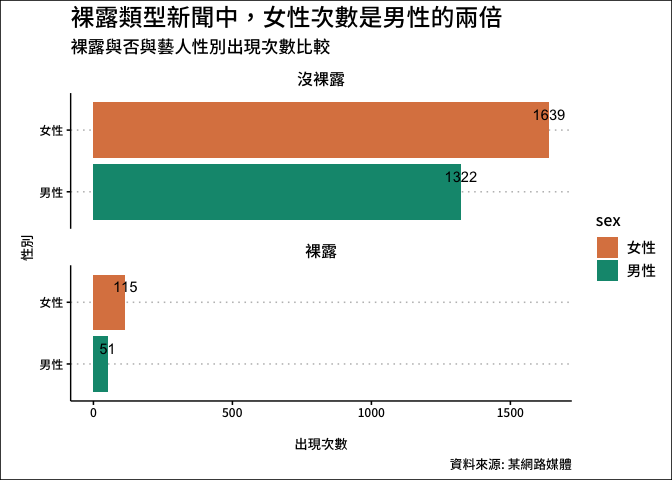 裸露類型新聞中，女性次數是男性的兩倍
裸露與否與藝人性別出現次數比較
沒裸露
女性
1639
男性
1322
性別
裸露
女性
115
男性
51
0 500 1000 1500
出現次數
資料來源: 某網路媒體
sex
女性
男性